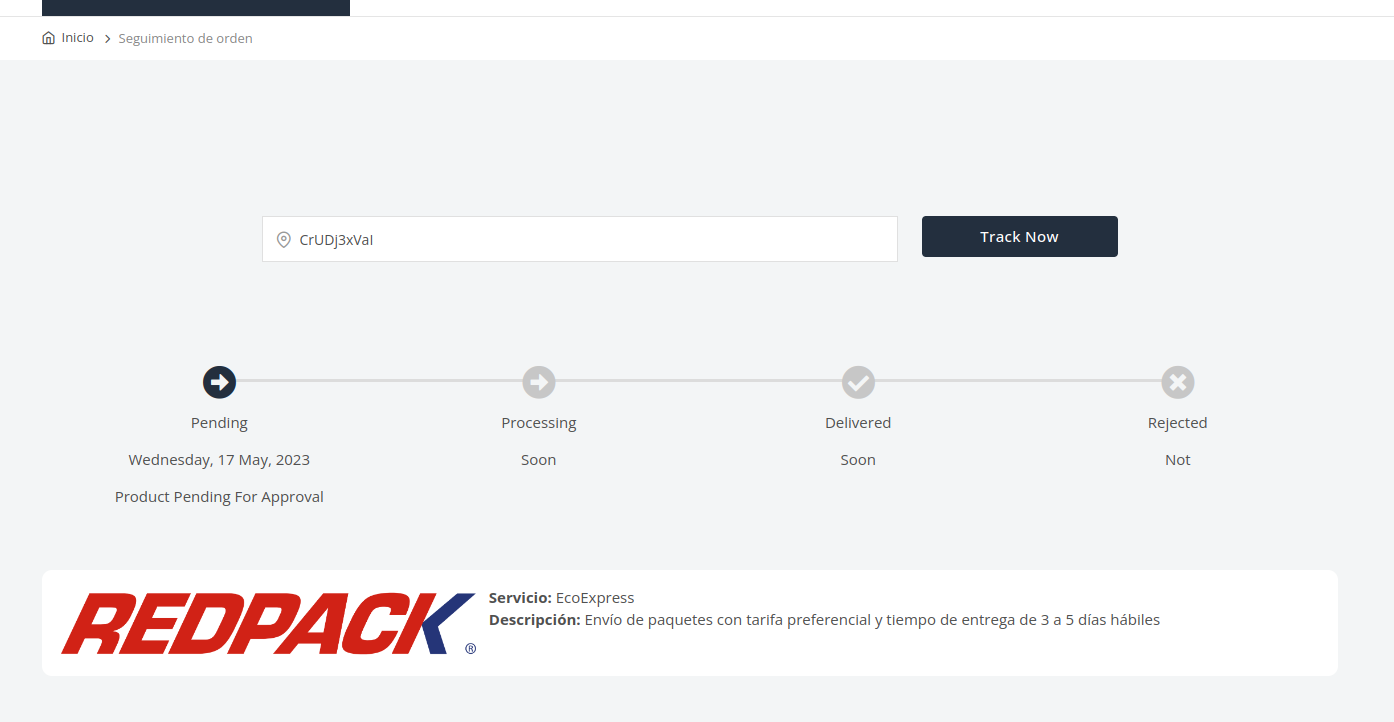 Inicio > Seguimiento de orden
CrUDj3xVaI
Track Now
Pending
Processing
Delivered
Rejected
Wednesday, 17 May, 2023
Soon
Soon
Not
Product Pending For Approval
REDPACK®
Servicio: EcoExpress
Descripción: Envío de paquetes con tarifa preferencial y tiempo de entrega de 3 a 5 días hábiles